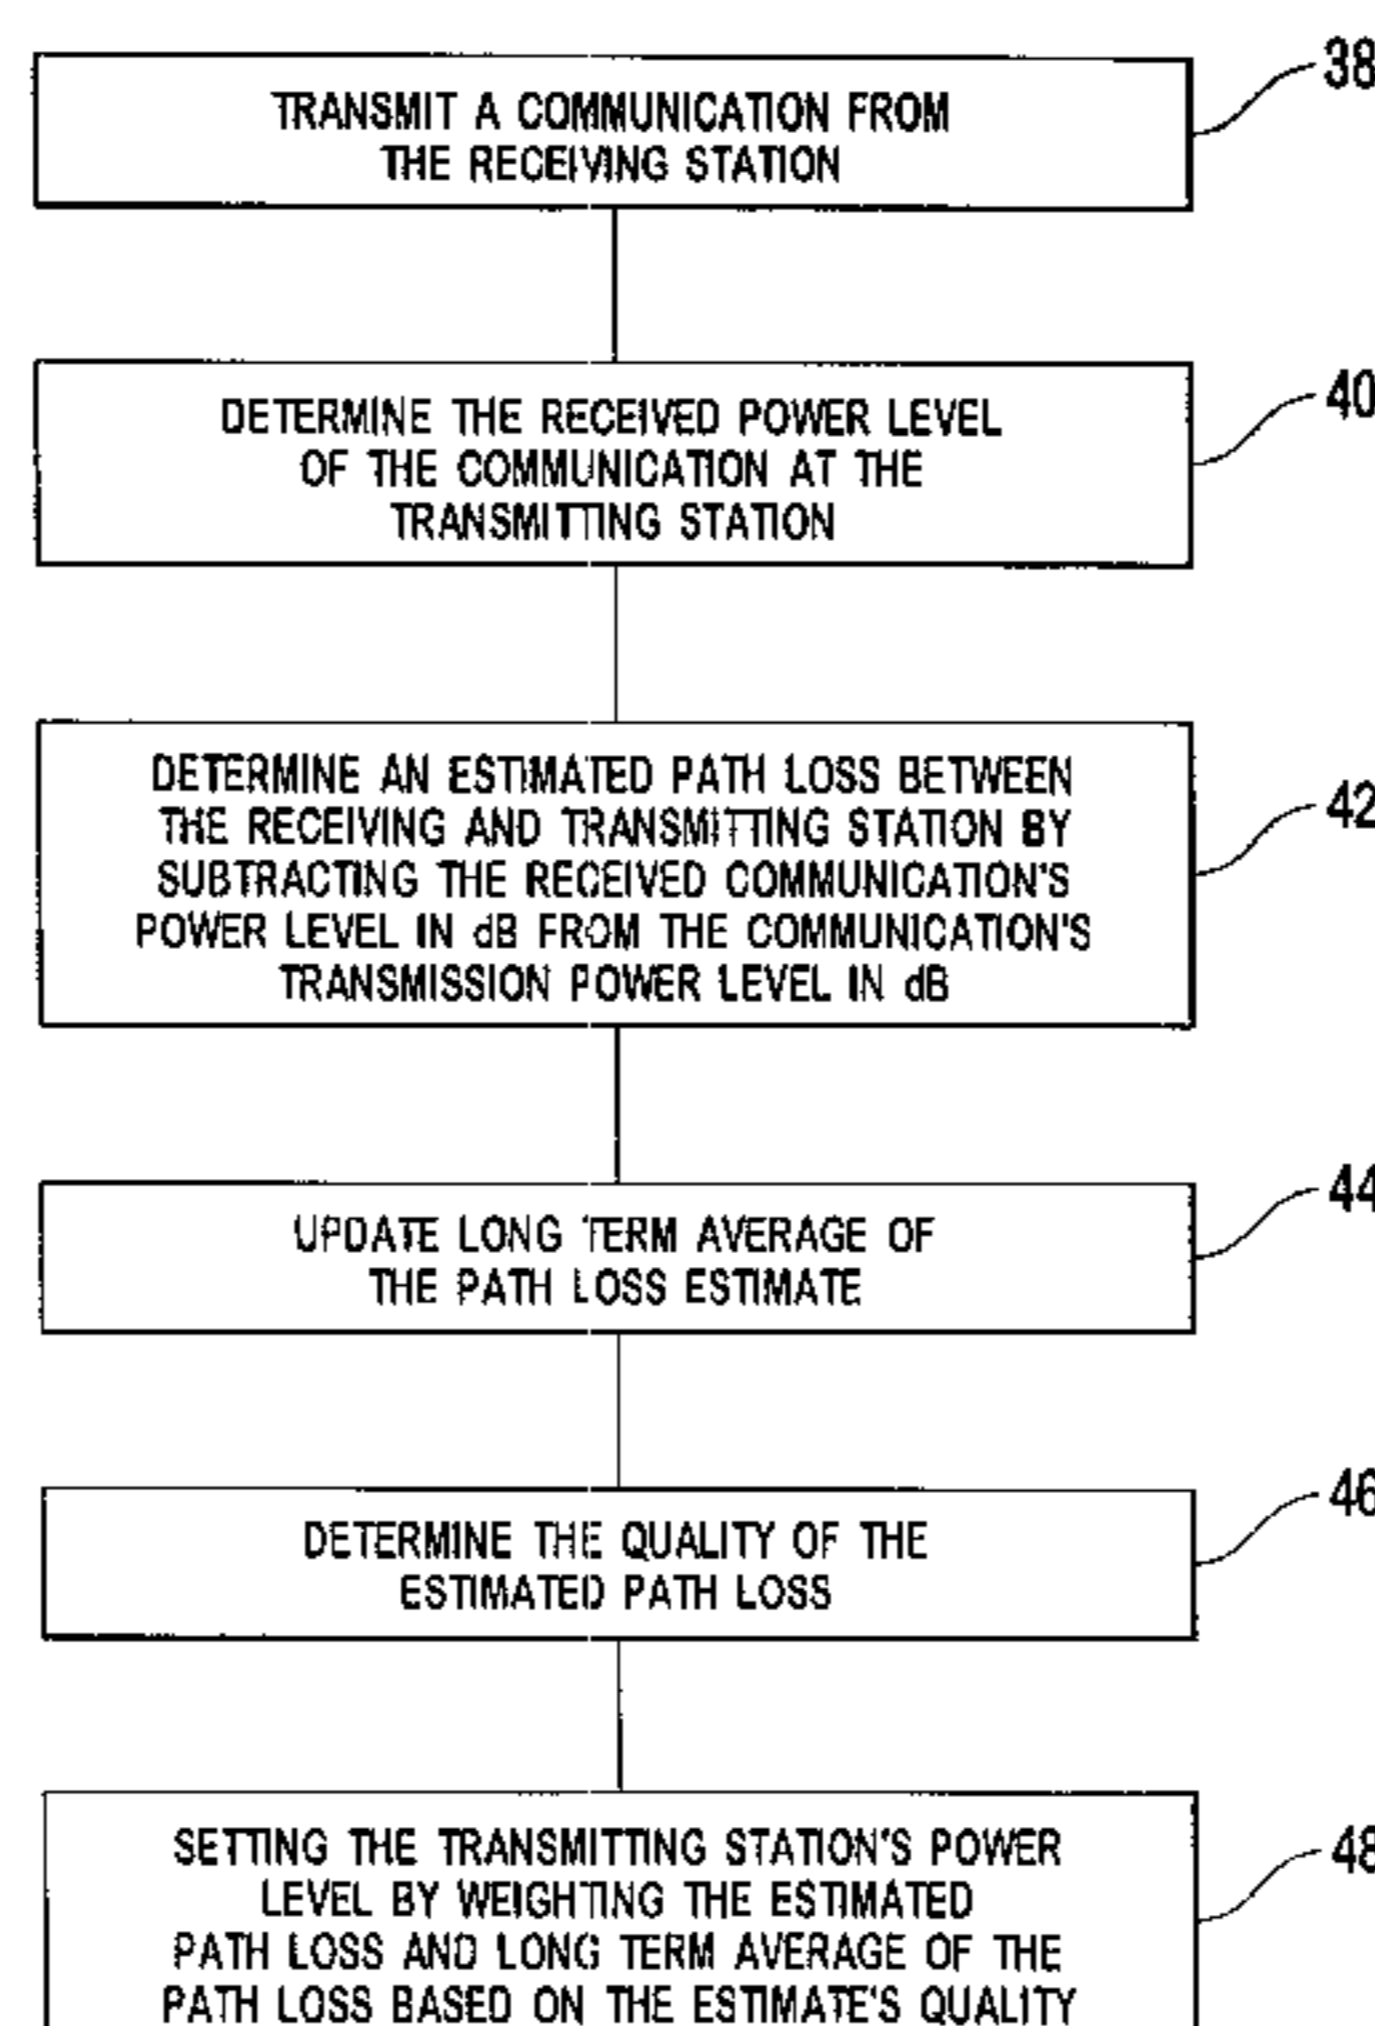 38
TRANSMIT A COMMUNICATION FROM
THE RECEIVING STATION
40
DETERMINE THE RECEIVED POWER LEVEL
OF THE COMMUNICATION AT THE
TRANSMITTING STATION
42
DETERMINE AN ESTIMATED PATH LOSS BETWEEN
THE RECEIVING AND TRANSMITTING STATION BY
SUBTRACTING THE RECEIVED COMMUNICATION'S
POWER LEVEL IN dB FROM THE COMMUNICATION'S
TRANSMISSION POWER LEVEL IN dB
44
UPDATE LONG TERM AVERAGE OF
THE PATH LOSS ESTIMATE
46
DETERMINE THE QUALITY OF THE
ESTIMATED PATH LOSS
48
SETTING THE TRANSMITTING STATION'S POWER
LEVEL BY WEIGHTING THE ESTIMATED
PATH LOSS AND LONG TERM AVERAGE OF THE
PATH LOSS BASED ON THE ESTIMATE'S QUALITY